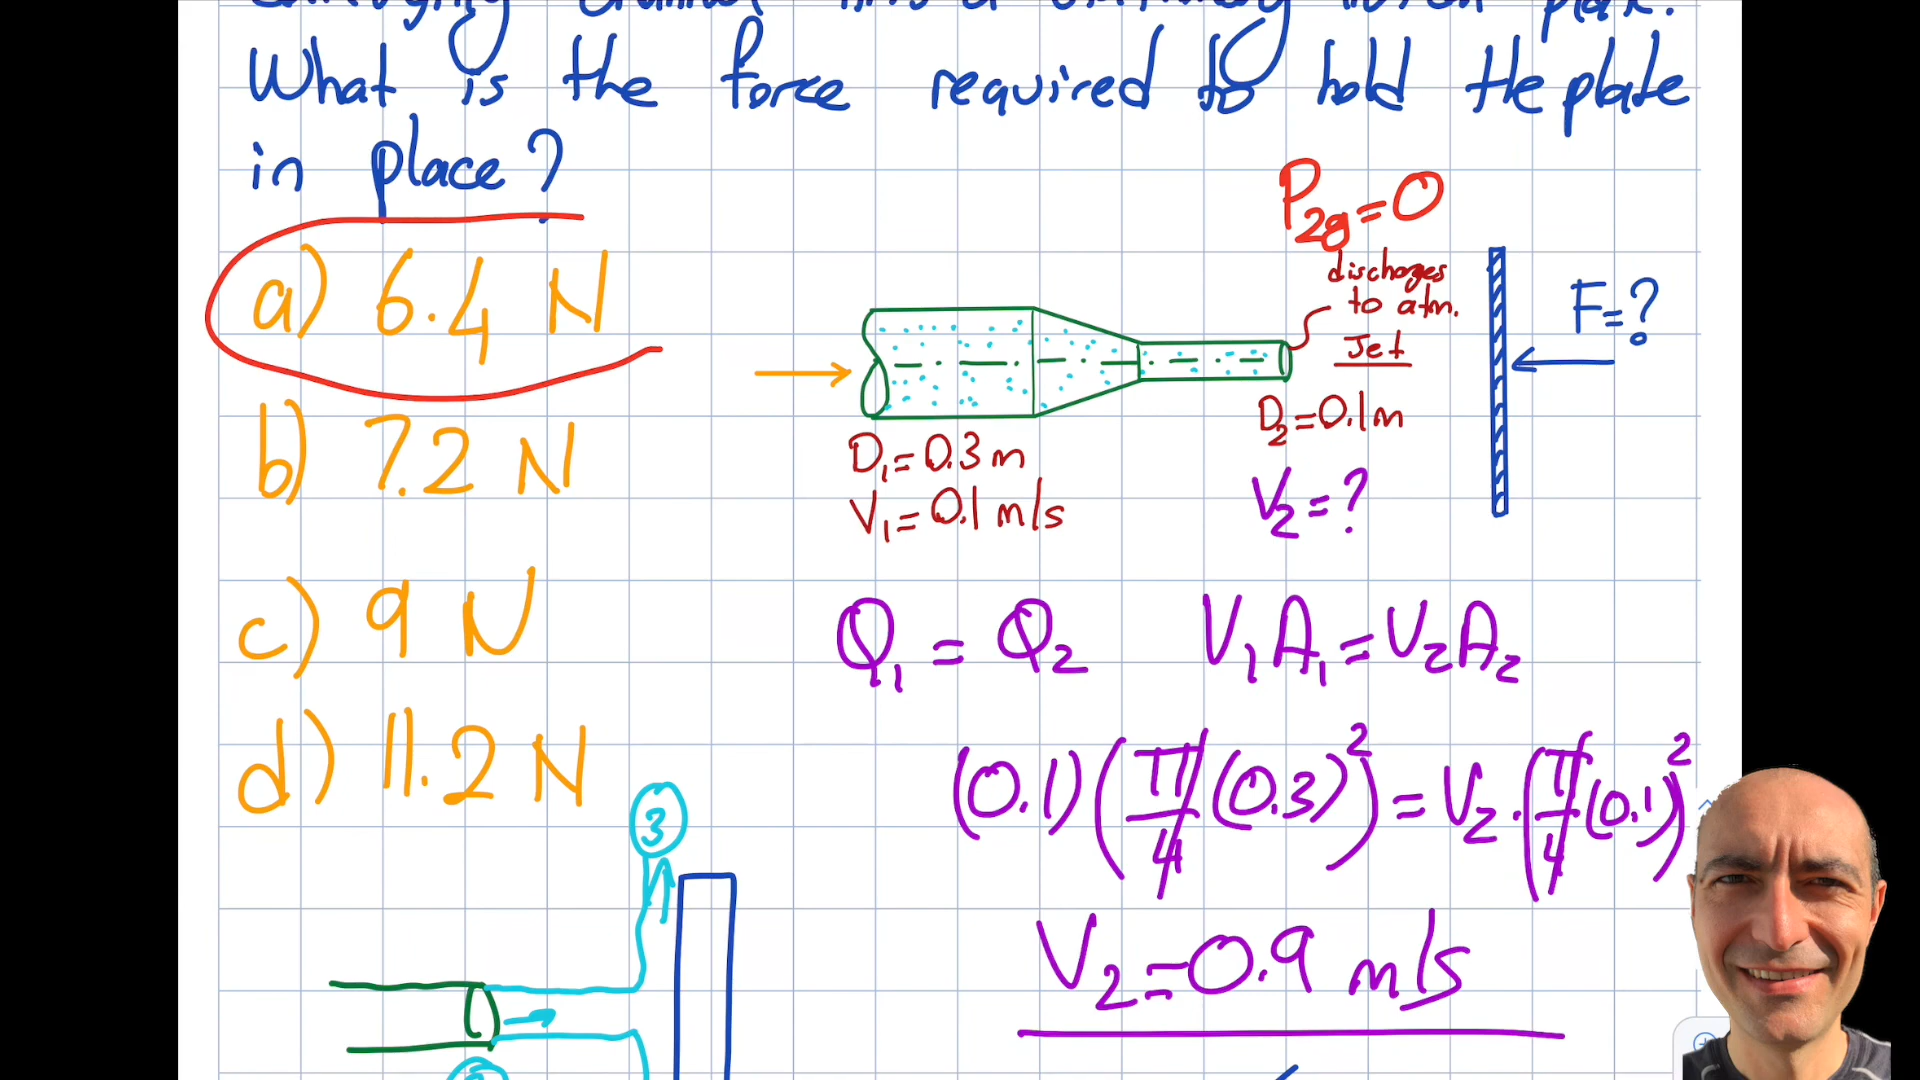 What is the force required to hold the plate
in place?
P2g=0
a) 6.4 N
discharges
to atm.
Jet
F=?
b) 7.2 N
D1=0.3 m
V1=0.1 m/s
D2=0.1m
V2=?
c) 9 N
Q1 = Q2 V1A1=V2A2
d) 11.2 N
(0.1)(π/4(0.3)²)=V2.(π/4(0.1)²
3
V2=0.9 m/s